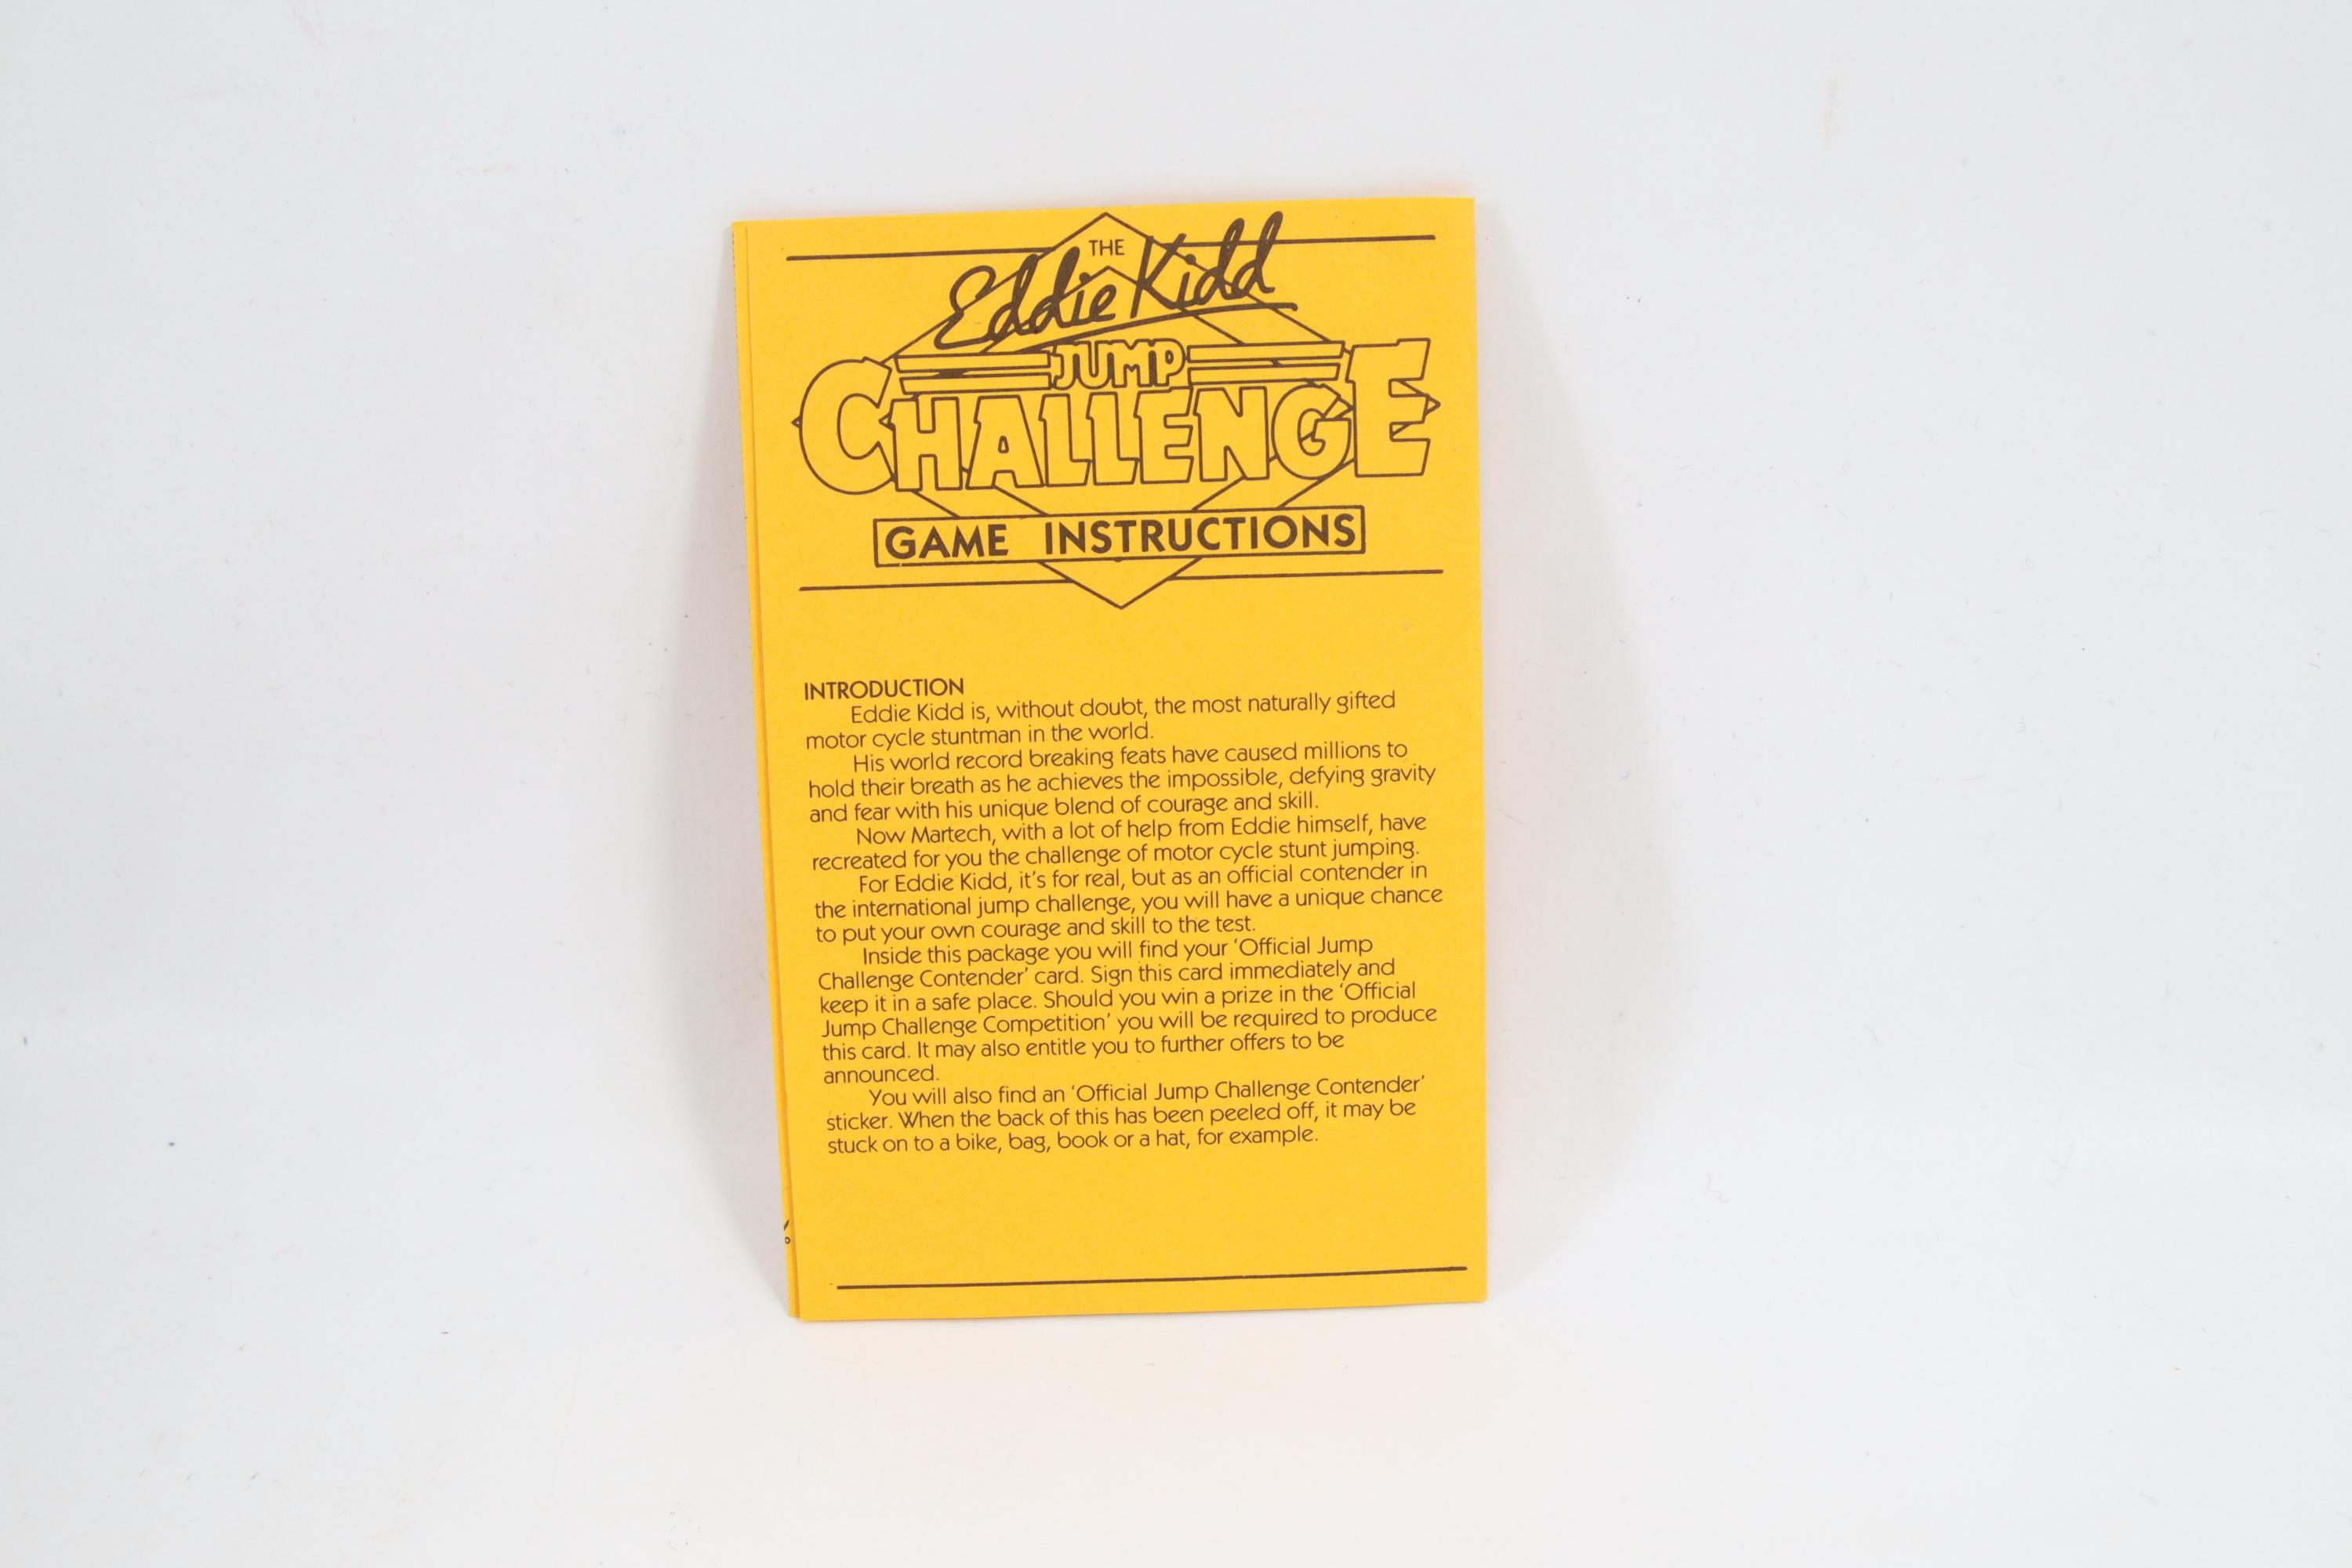 THE
Eddie Kidd
JUMP
CHALLENGE
GAME INSTRUCTIONS
INTRODUCTION
Eddie Kidd is, without doubt, the most naturally gifted
motor cycle stuntman in the world.
His world record breaking feats have caused millions to
hold their breath as he achieves the impossible, defying gravity
and fear with his unique blend of courage and skill.
Now Martech, with a lot of help from Eddie himself, have
recreated for you the challenge of motor cycle stunt jumping.
For Eddie Kidd, it's for real, but as an official contender in
the international jump challenge, you will have a unique chance
to put your own courage and skill to the test.
Inside this package you will find your 'Official Jump
Challenge Contender' card. Sign this card immediately and
keep it in a safe place. Should you win a prize in the 'Official
Jump Challenge Competition' you will be required to produce
this card. It may also entitle you to further offers to be
announced.
You will also find an 'Official Jump Challenge Contender'
sticker. When the back of this has been peeled off, it may be
stuck on to a bike, bag, book or a hat, for example.